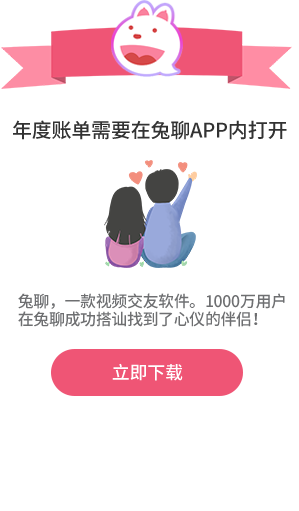 年度账单需要在兔聊APP内打开
兔聊，一款视频交友软件。1000万用户
在兔聊成功搭讪找到了心仪的伴侣！
立即下载